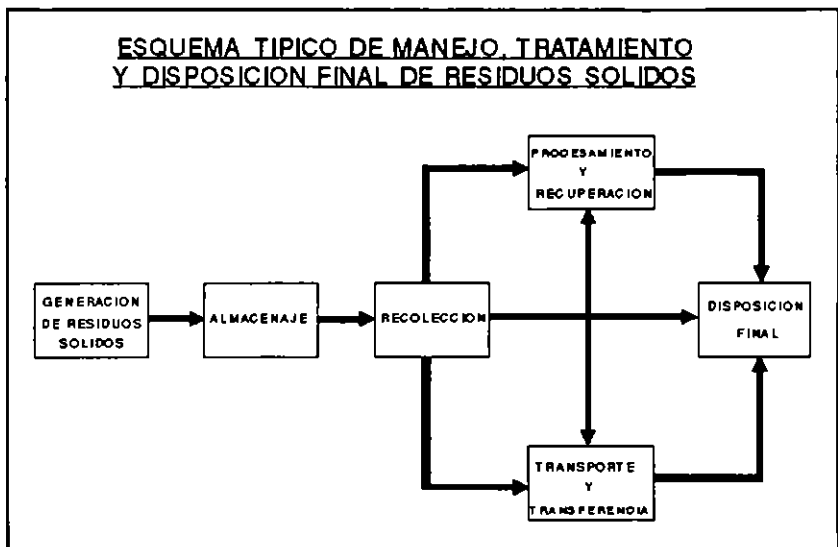 ESQUEMA TIPICO DE MANEJO, TRATAMIENTO
Y DISPOSICION FINAL DE RESIDUOS SOLIDOS
PROCESAMIENTO
Y
RECUPERACION
GENERACION
DE RESIDUOS
SOLIDOS
ALMACENAJE
RECOLECCION
DISPOSICION
FINAL
TRANSPORTE
Y
TRANSFERENCIA